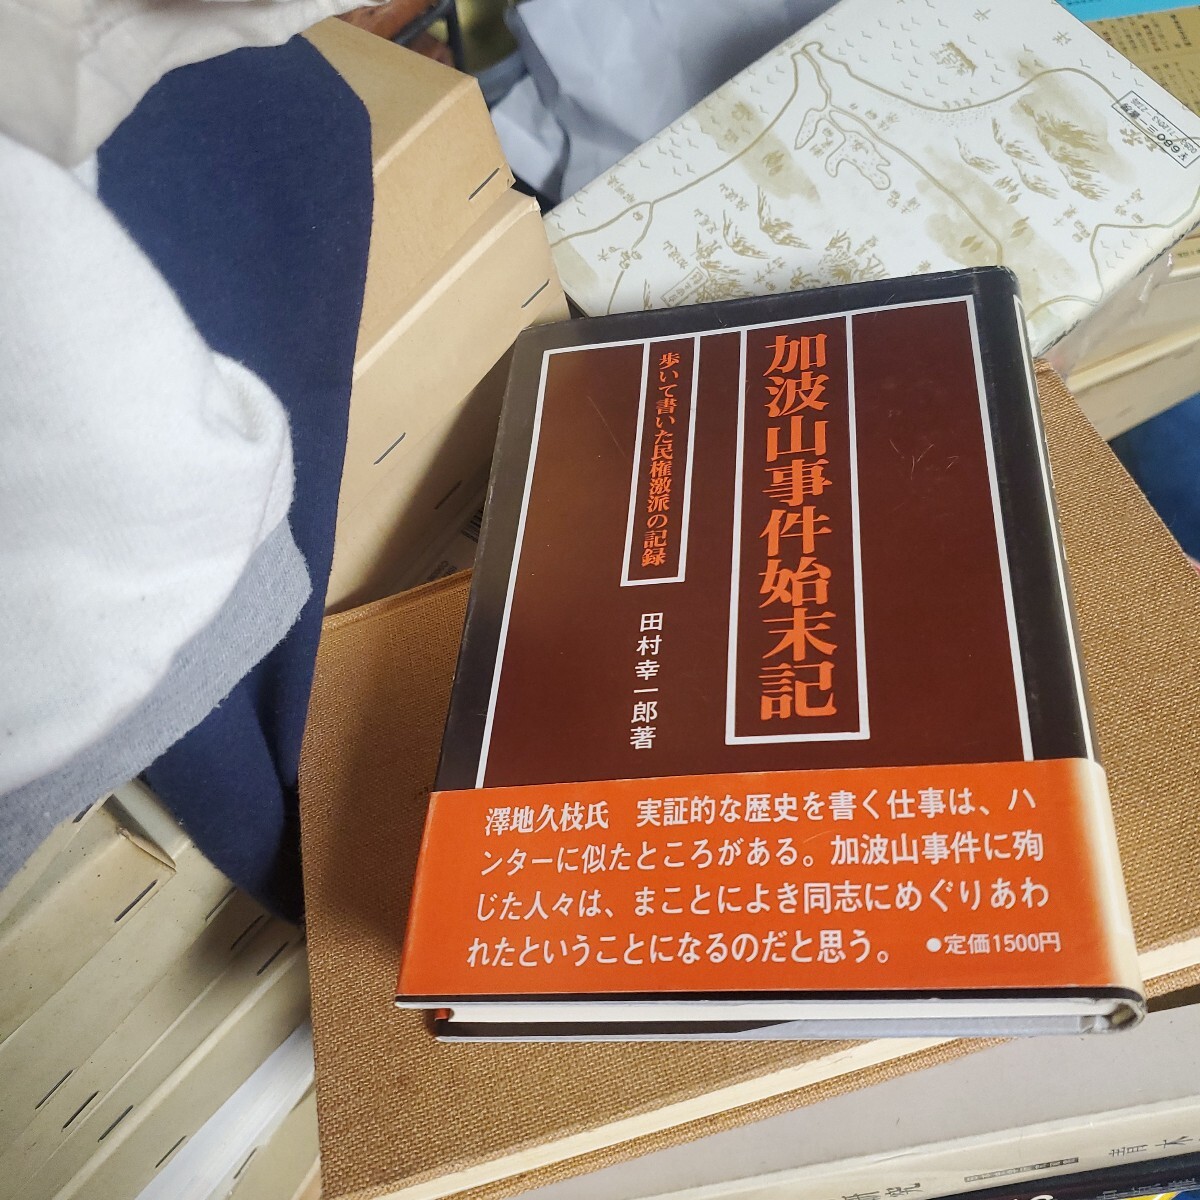 加波山事件始末記
歩いて書いた民権激派の記録
田村幸一郎著
澤地久枝氏　実証的な歴史を書く仕事は、ハ
ンターに似たところがある。加波山事件に殉
じた人々は、まことによき同志にめぐりあわ
れたということになるのだと思う。 ●定価1500円
研究
青木